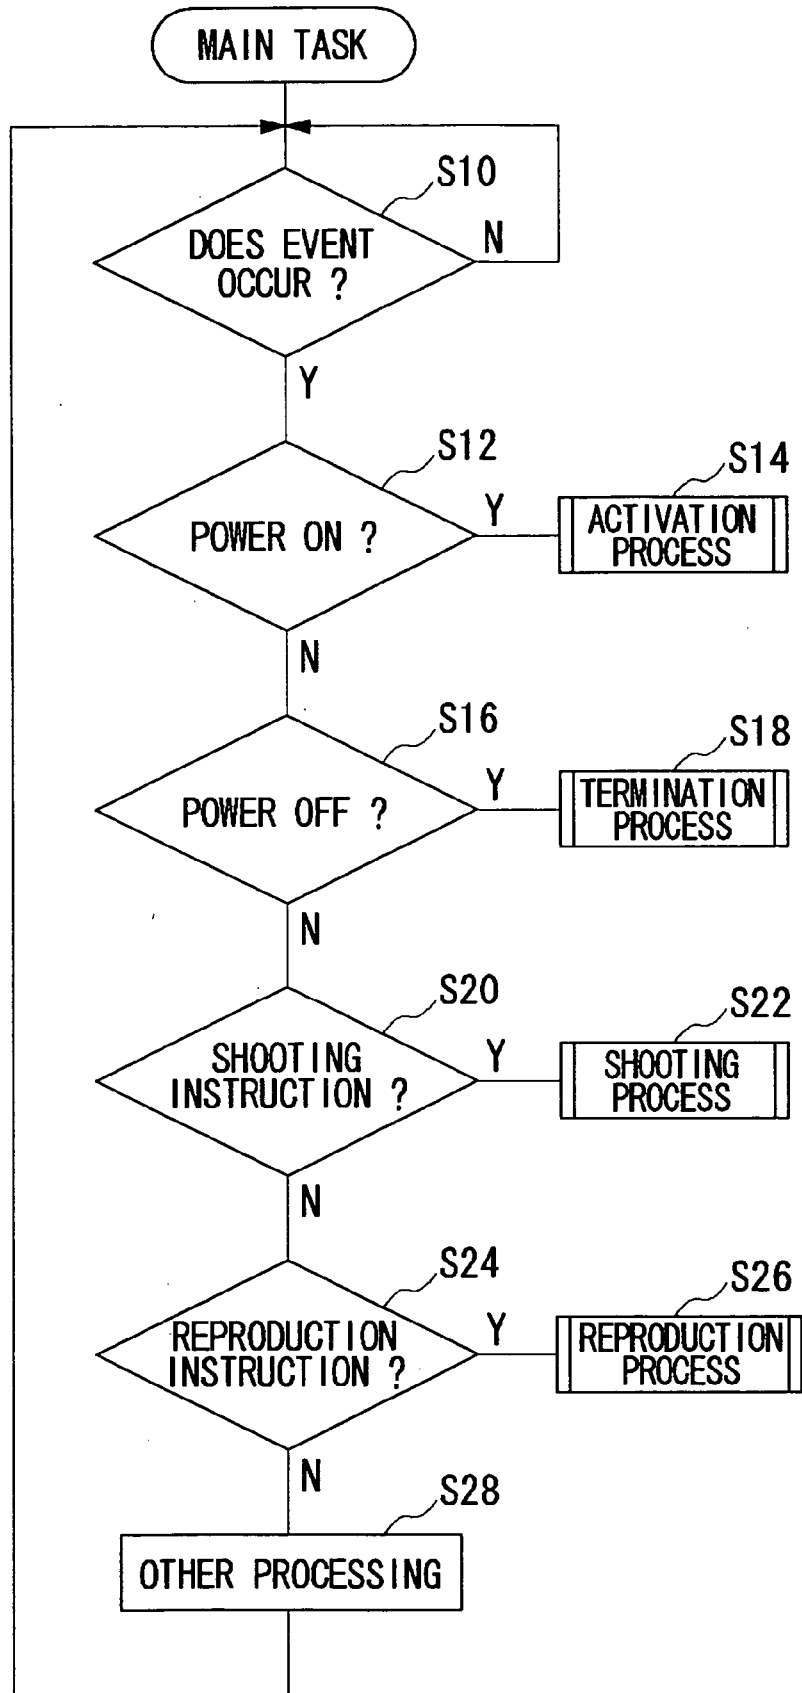 MAIN TASK
S10
DOES EVENT
OCCUR ?
N
Y
S12
POWER ON ?
Y
S14
ACTIVATION
PROCESS
N
S16
POWER OFF ?
Y
S18
TERMINATION
PROCESS
N
S20
SHOOTING
INSTRUCTION ?
Y
S22
SHOOTING
PROCESS
N
S24
REPRODUCTION
INSTRUCTION ?
Y
S26
REPRODUCTION
PROCESS
N
S28
OTHER PROCESSING